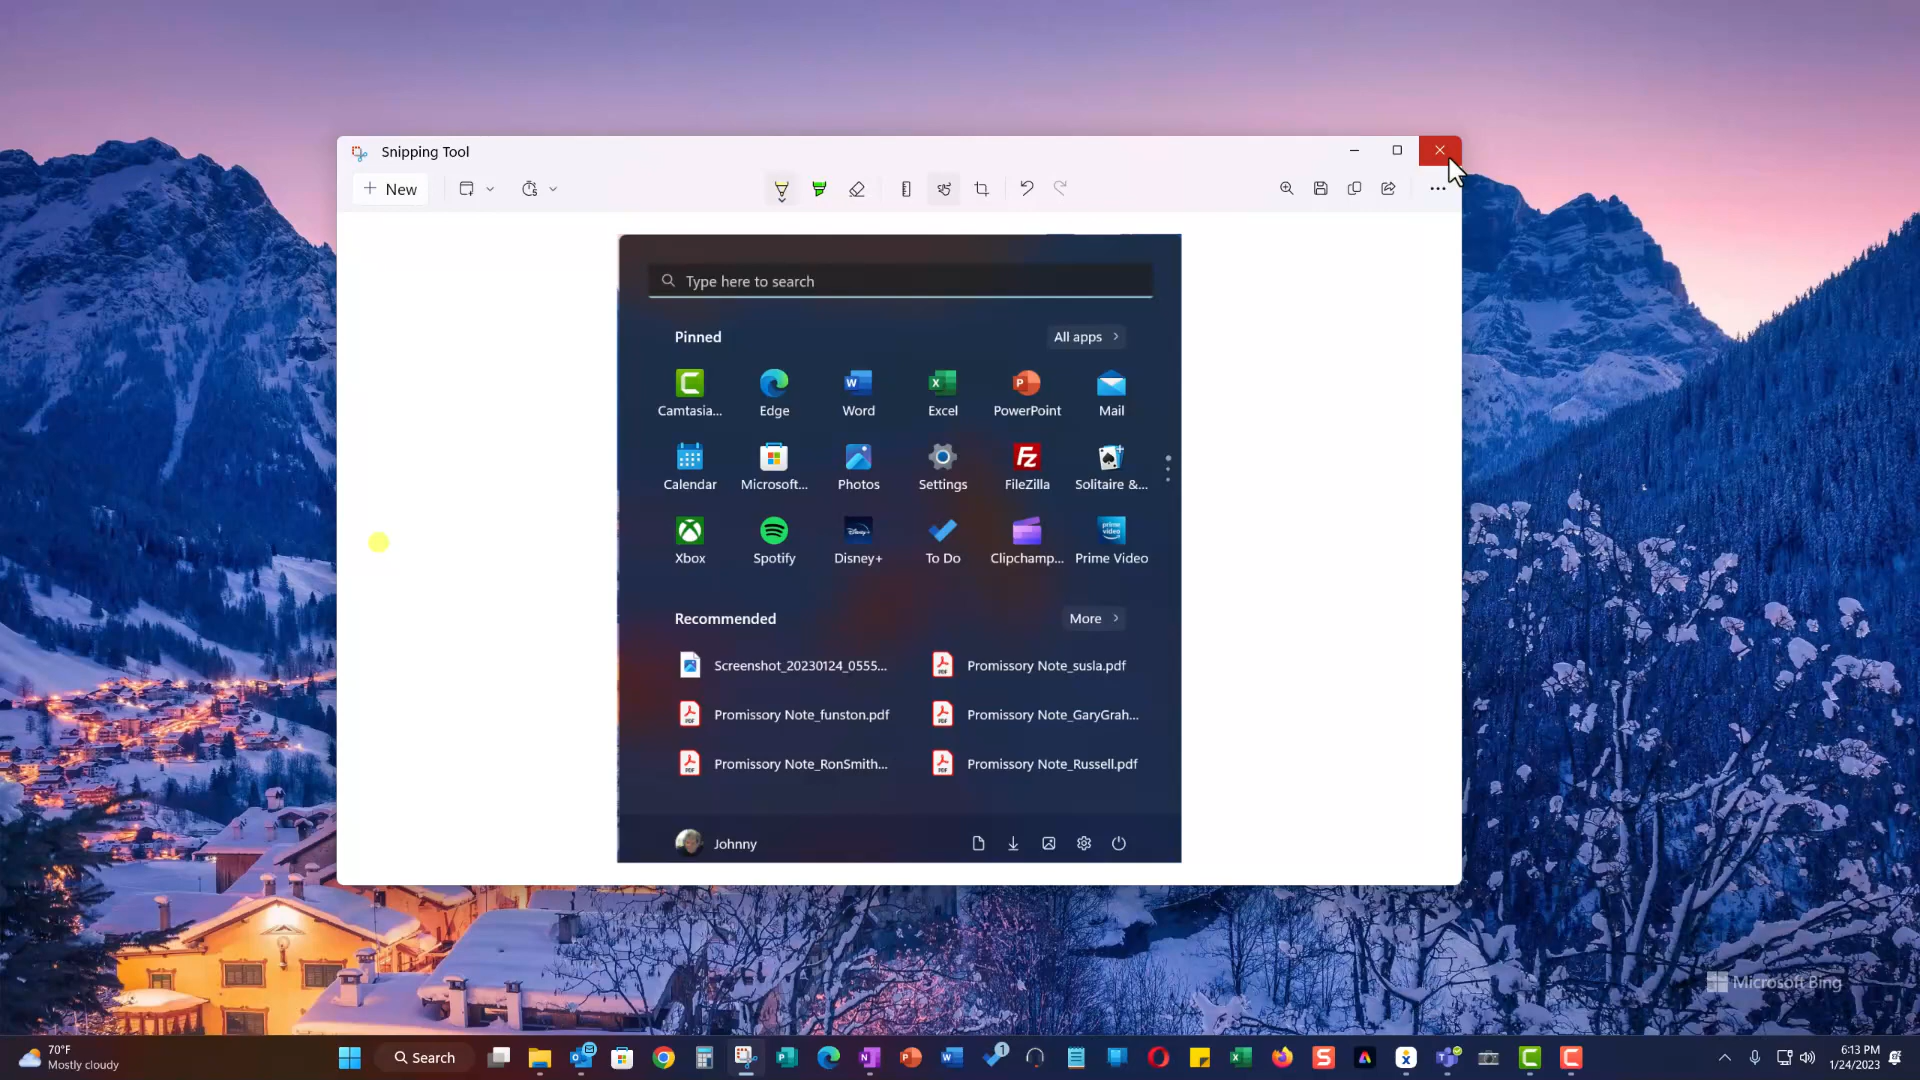 Snipping Tool
New
Type here to search
Pinned
All apps
Camtasia...
Edge
Word
Excel
PowerPoint
Mail
Calendar
Microsoft...
Photos
Settings
FileZilla
Solitaire &...
Xbox
Spotify
Disney+
To Do
Clipchamp...
Prime Video
Recommended
More
Screenshot_20230124_0555...
Promissory Note_susla.pdf
Promissory Note_funston.pdf
Promissory Note_GaryGrah...
Promissory Note_RonSmith...
Promissory Note_Russell.pdf
Johnny
Microsoft Bing
70°F
Mostly cloudy
Search
6:13 PM
1/24/2023